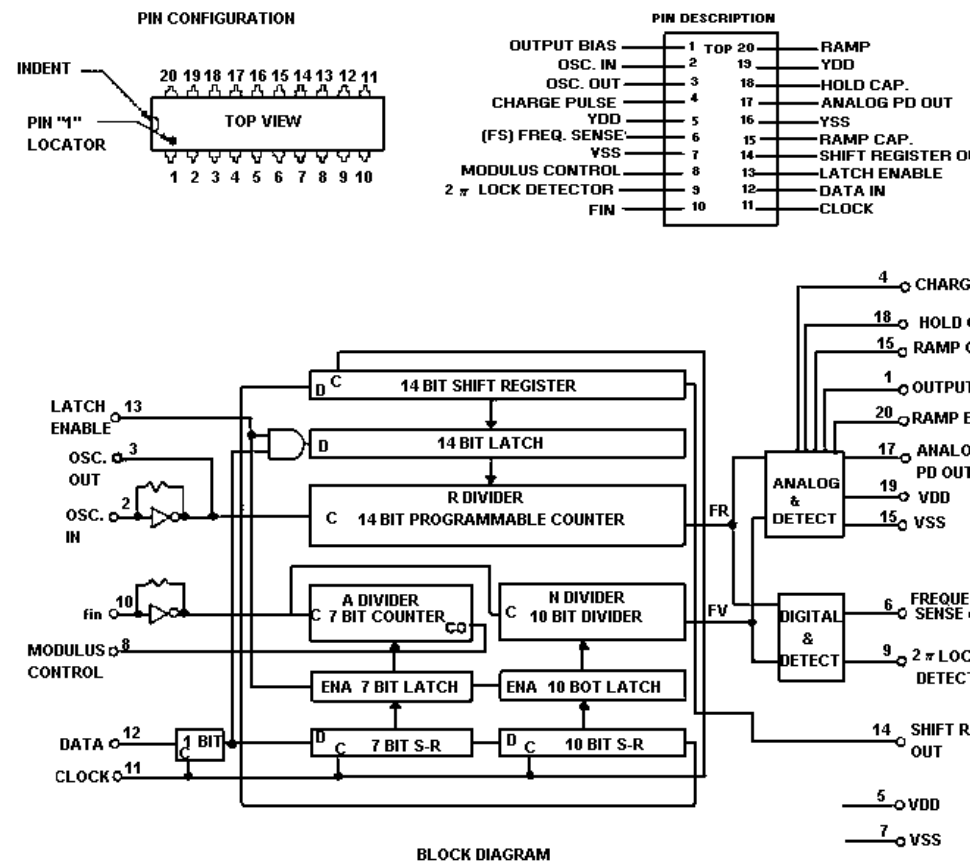 PIN CONFIGURATION
INDENT
20 19 18 17 16 15 14 13 12 11
TOP VIEW
PIN "1"
LOCATOR
1 2 3 4 5 6 7 8 9 10
PIN DESCRIPTION
TOP
OUTPUT BIAS 1
OSC. IN 2
OSC. OUT 3
CHARGE PULSE 4
YDD 5
(FS) FREQ. SENSE 6
VSS 7
MODULUS CONTROL 8
2 π LOCK DETECTOR 9
FIN 10
20 RAMP
19 YDD
18 HOLD CAP.
17 ANALOG PD OUT
16 YSS
15 RAMP CAP.
14 SHIFT REGISTER OU
13 LATCH ENABLE
12 DATA IN
11 CLOCK
4 CHARG
18 HOLD
15 RAMP
1 OUTPUT
20 RAMP E
17 ANALO
PD OUT
19 VDD
15 VSS
ANALOG
&
DETECT
D C 14 BIT SHIFT REGISTER
LATCH
ENABLE 13
D 14 BIT LATCH
OSC.
OUT 3
R DIVIDER
C 14 BIT PROGRAMMABLE COUNTER
FR
OSC.
IN 2
fin 10
A DIVIDER
C 7 BIT COUNTER
CO
N DIVIDER
C 10 BIT DIVIDER
FV
DIGITAL
&
DETECT
6 FREQUE
SENSE
9 2 π LOC
DETECT
MODULUS
CONTROL 8
ENA 7 BIT LATCH
ENA 10 BOT LATCH
DATA 12
1 BIT
C
D C 7 BIT S-R
D C 10 BIT S-R
CLOCK 11
14 SHIFT R
OUT
5 VDD
7 VSS
BLOCK DIAGRAM